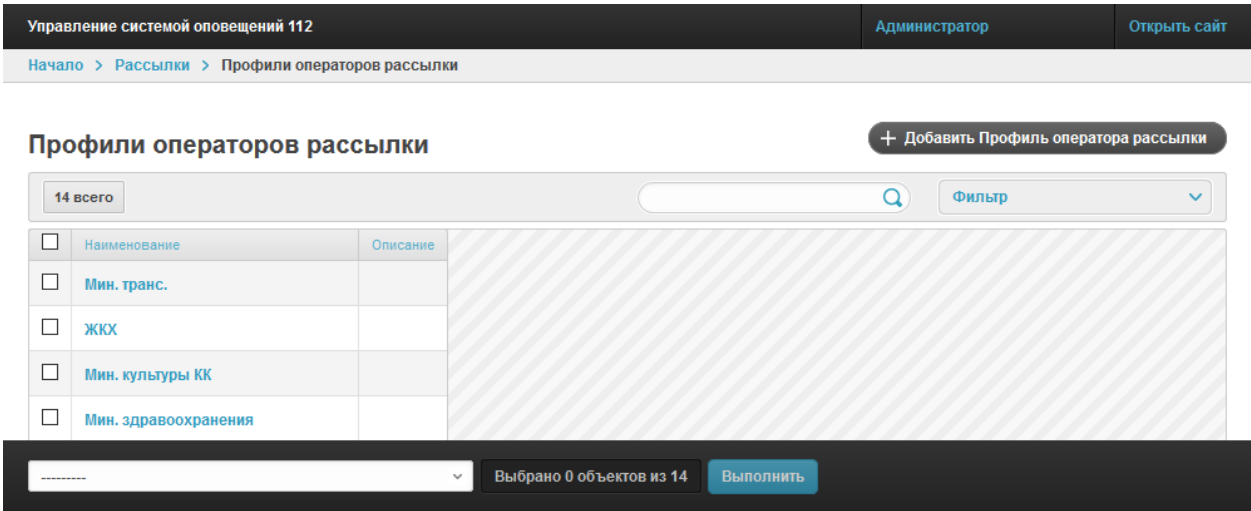 Управление системой оповещений 112 Администратор Открыть сайт
Начало > Рассылки > Профили операторов рассылки
Профили операторов рассылки + Добавить Профиль оператора рассылки
14 всего Фильтр
Наименование Описание
Мин. транс.
ЖКХ
Мин. культуры КК
Мин. здравоохранения
--------- Выбрано 0 объектов из 14 Выполнить